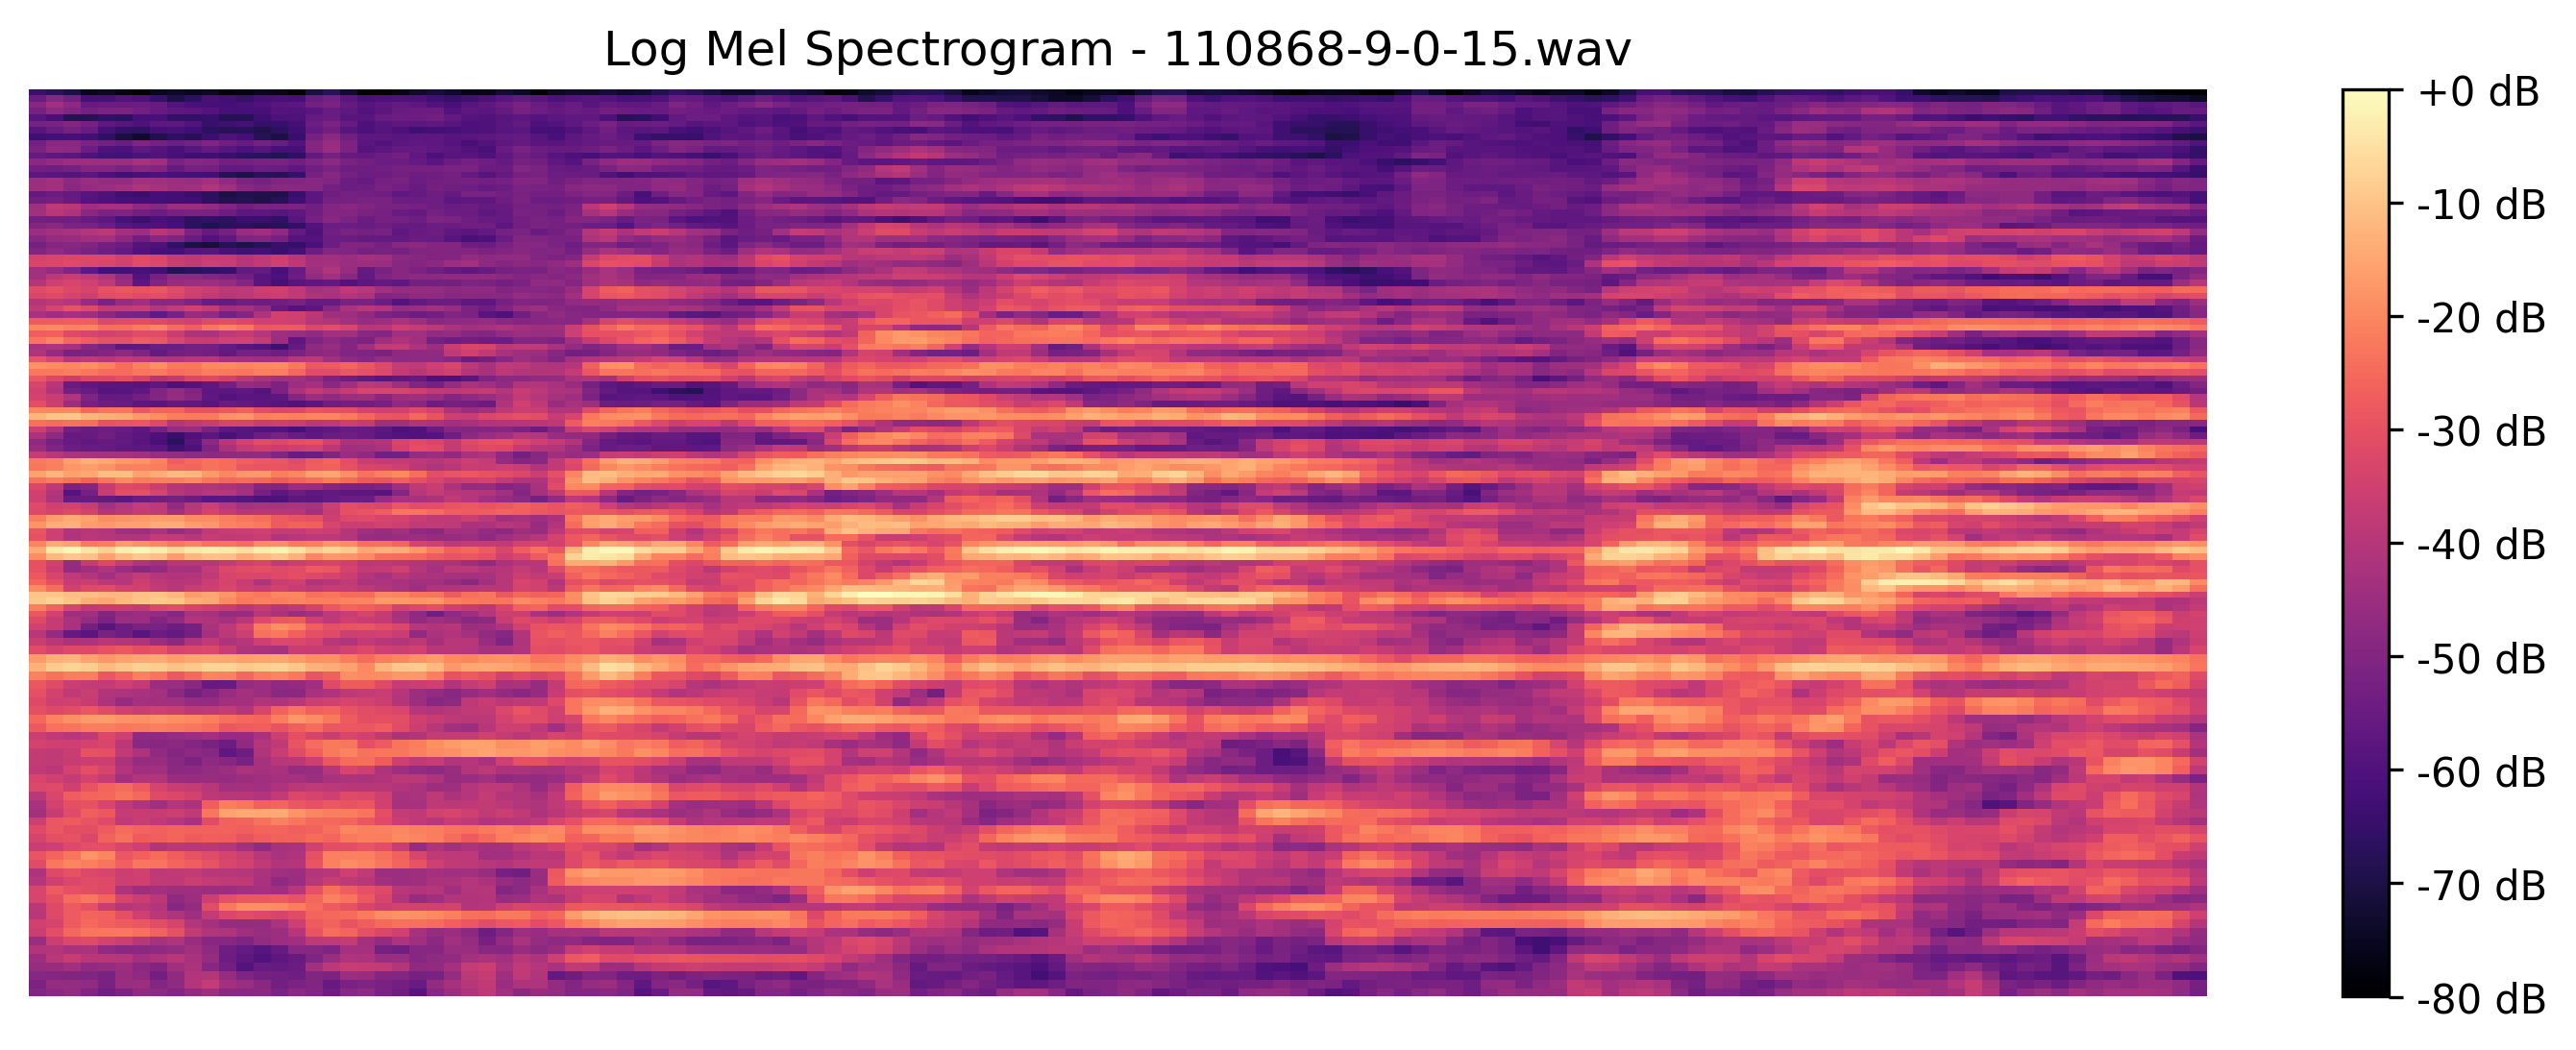 Log Mel Spectrogram - 110868-9-0-15.wav
+0 dB
-10 dB
-20 dB
-30 dB
-40 dB
-50 dB
-60 dB
-70 dB
-80 dB